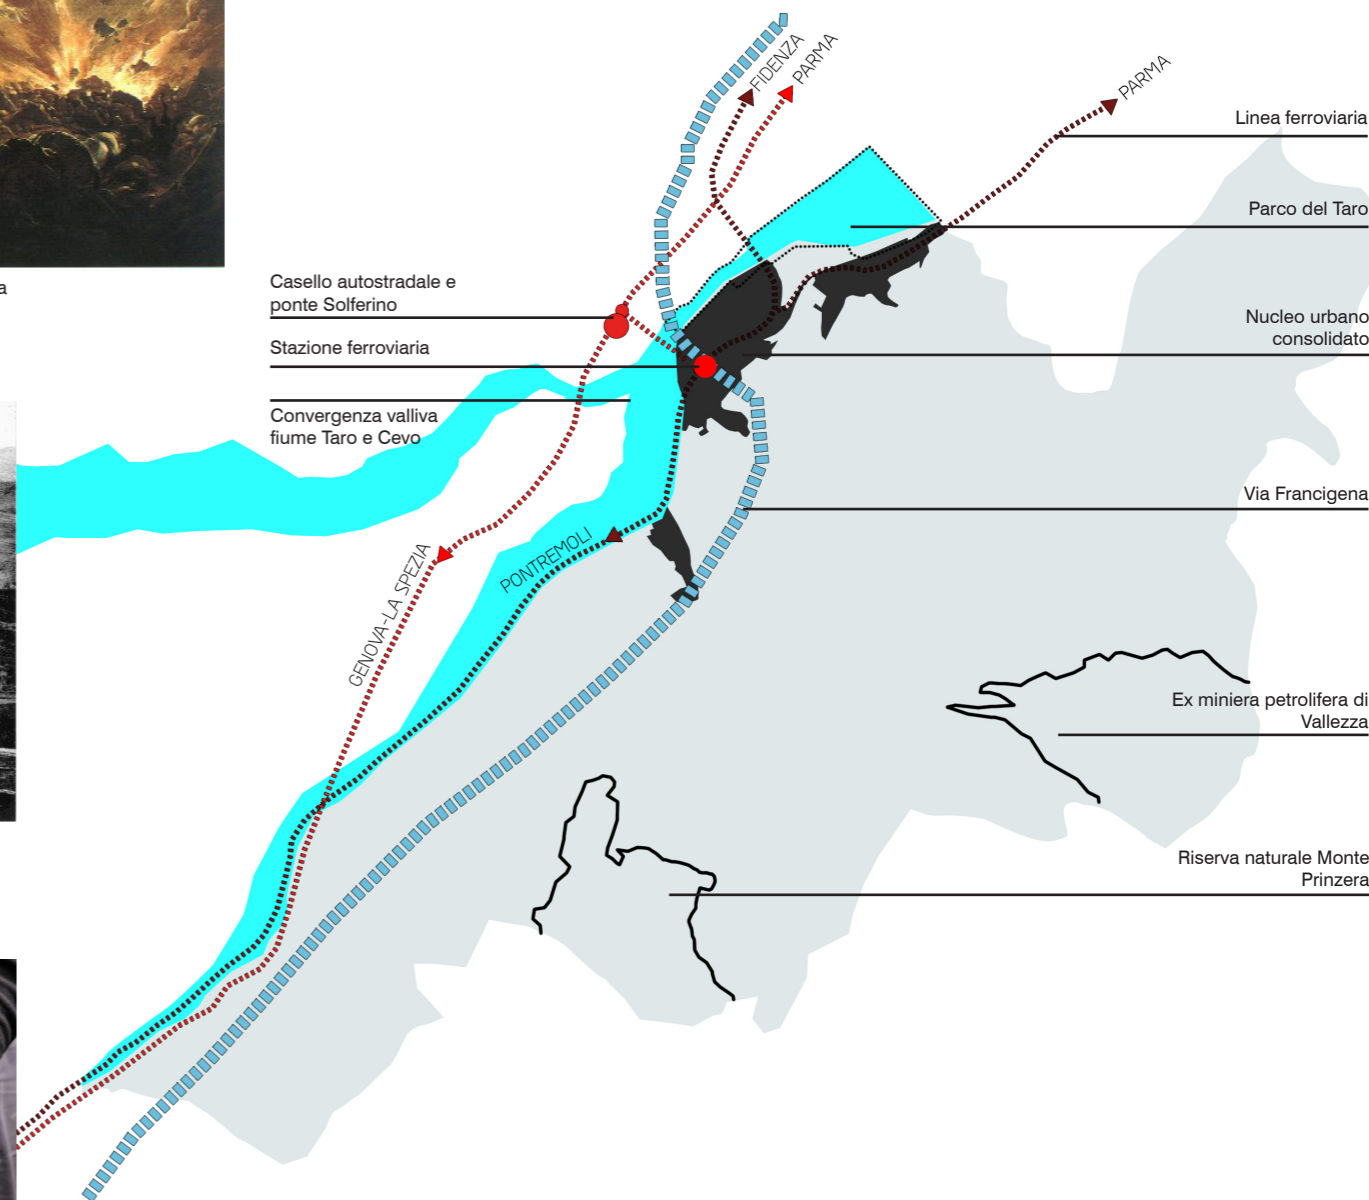 FIDENZA
PARMA
PARMA
Linea ferroviaria
Parco del Taro
a
Casello autostradale e
ponte Solferino
Stazione ferroviaria
Convergenza valliva
fiume Taro e Cevo
Nucleo urbano
consolidato
Via Francigena
PONTREMOLI
GENOVA-LA SPEZIA
Ex miniera petrolifera di
Vallezza
Riserva naturale Monte
Prinzera